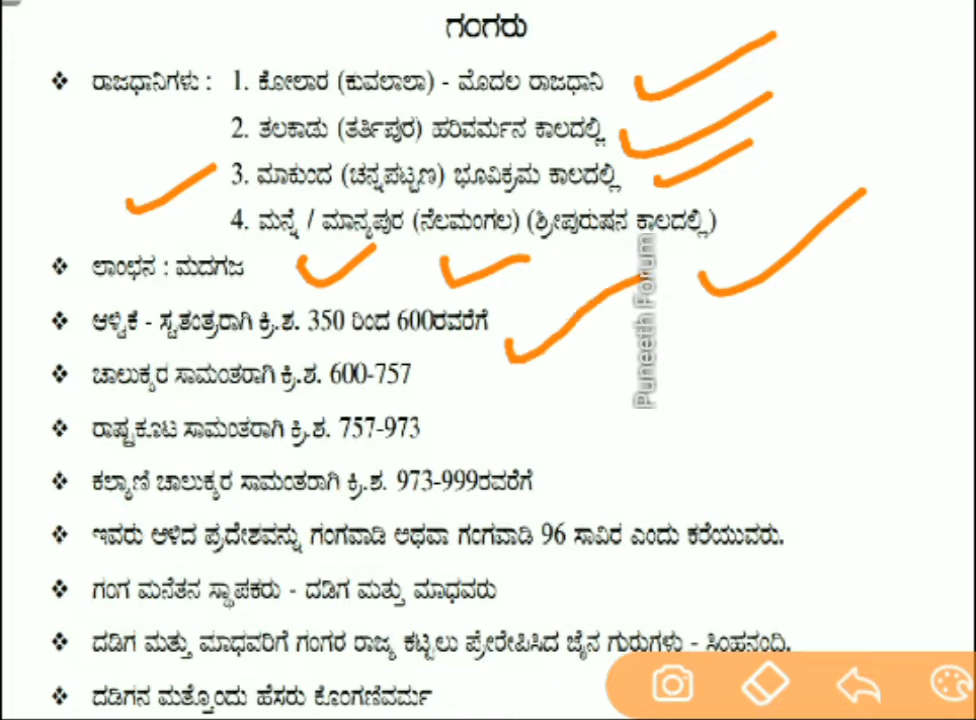 ಗಂಗರು
❖ ರಾಜಧಾನಿಗಳು : 1. ಕೋಲಾರ (ಕುವಲಾಲಾ) - ಮೊದಲ ರಾಜಧಾನಿ
2. ತಲಕಾಡು (ತರ್ತಿಪುರ) ಹರಿವರ್ಮನ ಕಾಲದಲ್ಲಿ
3. ಮಾಕುಂದ (ಚನ್ನಪಟ್ಟಣ) ಭೂವಿಕ್ರಮ ಕಾಲದಲ್ಲಿ
4. ಮನ್ನೆ / ಮಾನ್ಯಪುರ (ನೆಲಮಂಗಲ) (ಶ್ರೀಪುರುಷನ ಕಾಲದಲ್ಲಿ)
❖ ಲಾಂಛನ : ಮದಗಜ
❖ ಆಳ್ವಿಕೆ - ಸ್ವತಂತ್ರರಾಗಿ ಕ್ರಿ.ಶ. 350 ರಿಂದ 600ರವರೆಗೆ
❖ ಚಾಲುಕ್ಯರ ಸಾಮಂತರಾಗಿ ಕ್ರಿ.ಶ. 600-757
❖ ರಾಷ್ಟ್ರಕೂಟ ಸಾಮಂತರಾಗಿ ಕ್ರಿ.ಶ. 757-973
❖ ಕಲ್ಯಾಣಿ ಚಾಲುಕ್ಯರ ಸಾಮಂತರಾಗಿ ಕ್ರಿ.ಶ. 973-999ರವರೆಗೆ
❖ ಇವರು ಆಳಿದ ಪ್ರದೇಶವನ್ನು ಗಂಗವಾಡಿ ಅಥವಾ ಗಂಗವಾಡಿ 96 ಸಾವಿರ ಎಂದು ಕರೆಯುವರು.
❖ ಗಂಗ ಮನೆತನ ಸ್ಥಾಪಕರು - ದಡಿಗ ಮತ್ತು ಮಾಧವರು
❖ ದಡಿಗ ಮತ್ತು ಮಾಧವರಿಗೆ ಗಂಗರ ರಾಜ್ಯ ಕಟ್ಟಲು ಪ್ರೇರೇಪಿಸಿದ ಜೈನ ಗುರುಗಳು - ಸಿಂಹನಂದಿ.
❖ ದಡಿಗನ ಮತ್ತೊಂದು ಹೆಸರು ಕೊಂಗಣಿವರ್ಮ
Puneeth Forum